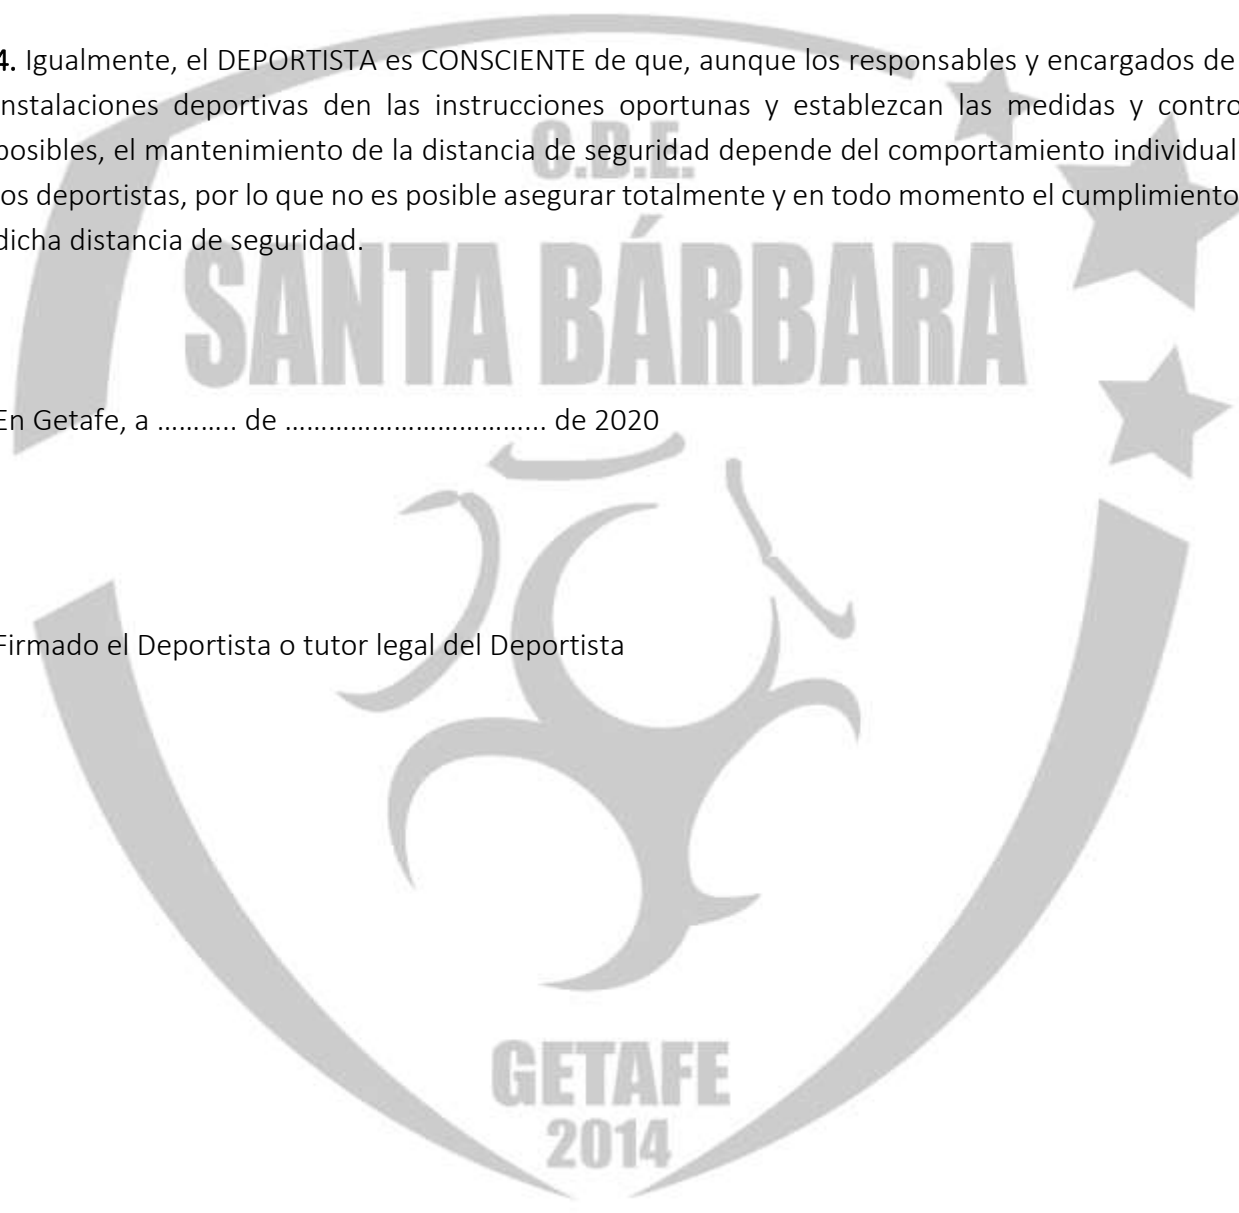 4. Igualmente, el DEPORTISTA es CONSCIENTE de que, aunque los responsables y encargados de
nstalaciones deportivas den las instrucciones oportunas y establezcan las medidas y contro
posibles, el mantenimiento de la distancia de seguridad depende del comportamiento individual
os deportistas, por lo que no es posible asegurar totalmente y en todo momento el cumplimiento
dicha distancia de seguridad.
C.D.E.
SANTA BÁRBARA
En Getafe, a ……….. de ……………………………... de 2020
Firmado el Deportista o tutor legal del Deportista
GETAFE
2014